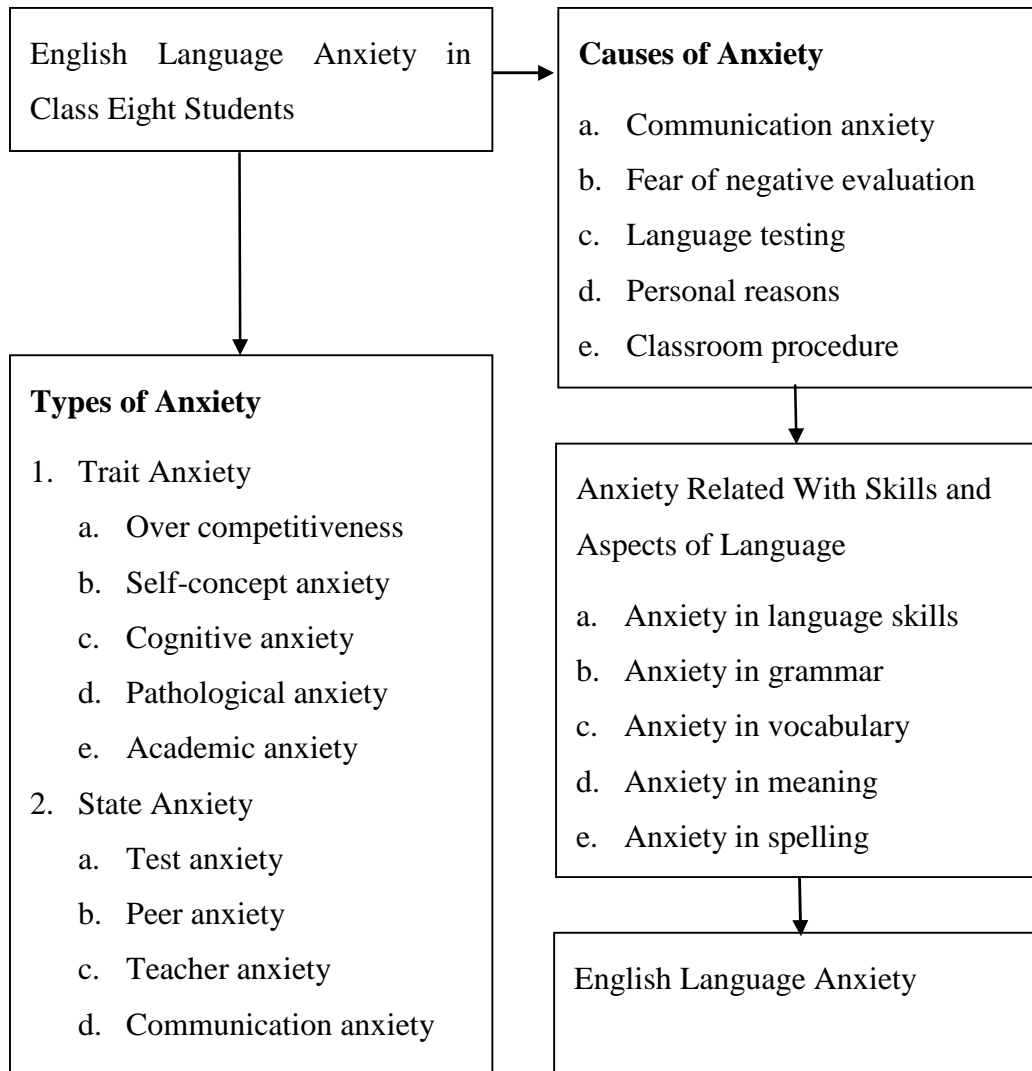 English Language Anxiety in
Class Eight Students
Causes of Anxiety
a. Communication anxiety
b. Fear of negative evaluation
c. Language testing
d. Personal reasons
e. Classroom procedure
Types of Anxiety
1. Trait Anxiety
a. Over competitiveness
b. Self-concept anxiety
c. Cognitive anxiety
d. Pathological anxiety
e. Academic anxiety
2. State Anxiety
a. Test anxiety
b. Peer anxiety
c. Teacher anxiety
d. Communication anxiety
Anxiety Related With Skills and
Aspects of Language
a. Anxiety in language skills
b. Anxiety in grammar
c. Anxiety in vocabulary
d. Anxiety in meaning
e. Anxiety in spelling
English Language Anxiety